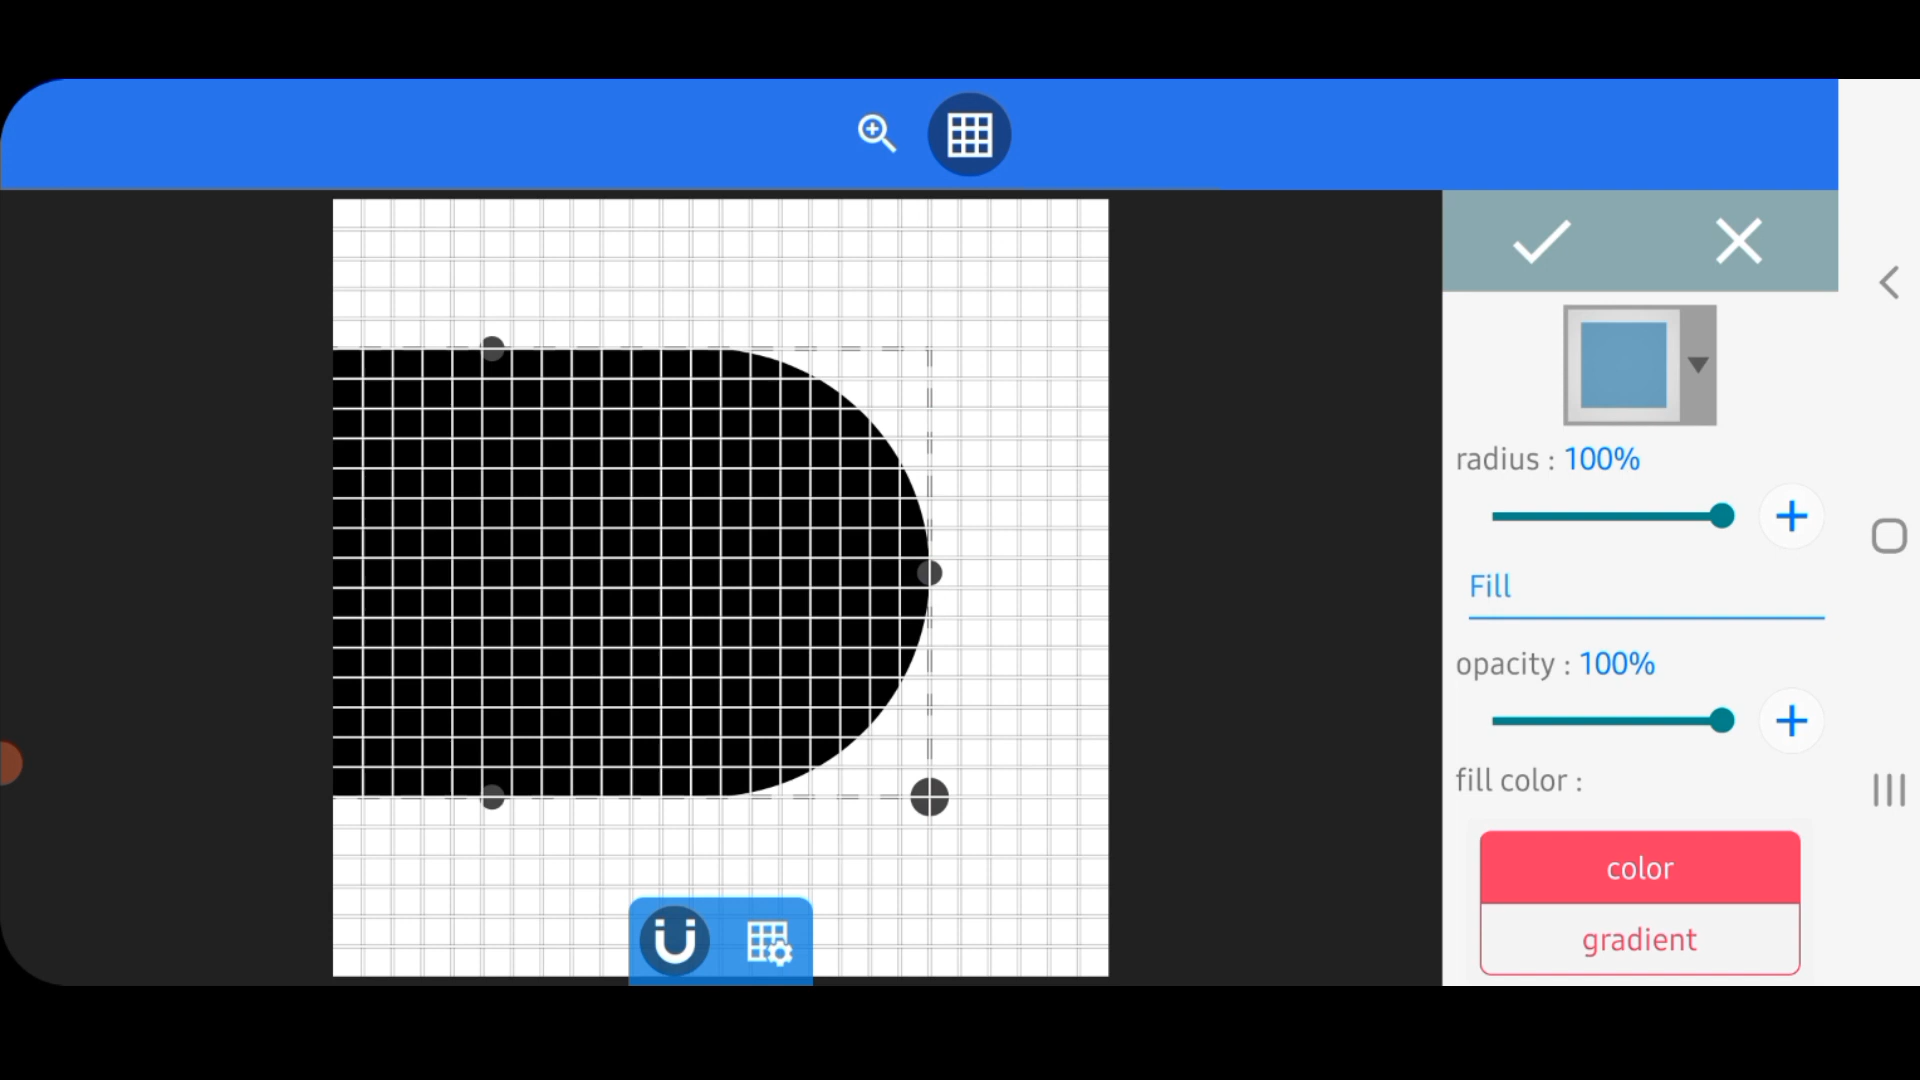 radius : 100%
Fill
opacity : 100%
fill color :
color
gradient